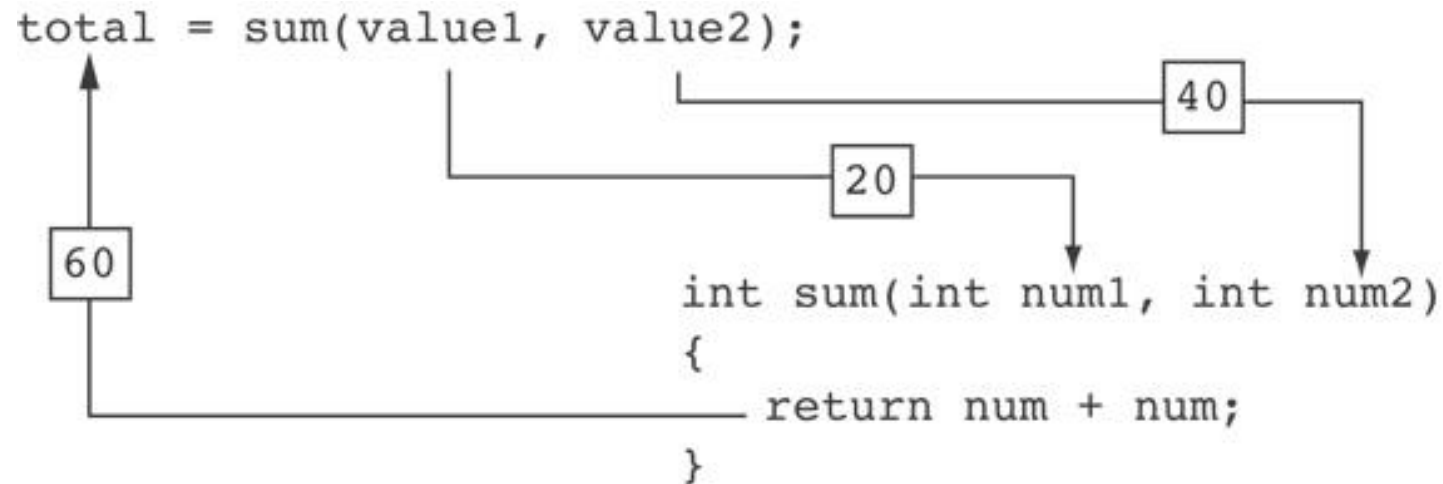 total = sum(value1, value2);
40
20
60
int sum(int num1, int num2)
{
return num + num;
}